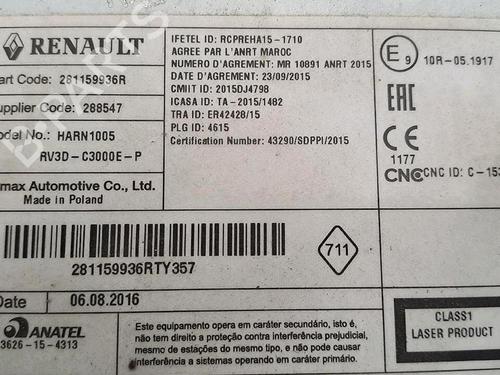 RENAULT
art Code: 281159936R
upplier Code: 288547
Model No.: HARN1005
RV3D-C3000E-P
max Automotive Co., Ltd.
Made in Poland
IFETEL ID: RCPREHA15-1710
AGREE PAR L'ANRT MAROC
NUMERO D'AGREMENT: MR 10891 ANRT 2015
DATE D'AGREMENT: 23/09/2015
CMIIT ID: 2015DJ4798
ICASA ID: TA-2015/1482
TRA ID: ER42428/15
PLG ID: 4615
Certification: 43290/SDPPI/2015
E9
10R-05.1917
EAC
CE
1177
CNC
CNC ID: C-153
281159936RTY357
711
Date 06.08.2016
ANATEL
3626-15-4313
Este equipamento opera em caráter secundário, isto é,
não tem direito a proteção contra interferência prejudicial,
mesmo de estações do mesmo tipo, e não pode causar
interferência a sistemas operando em caráter primário.
CLASS1
LASER PRODUCT